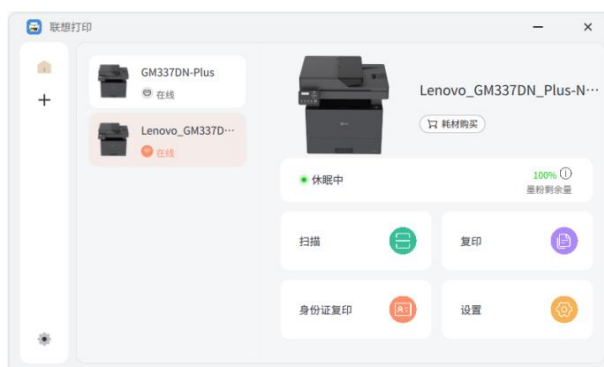 联想打印
GM337DN-Plus
在线
Lenovo_GM337D···
在线
Lenovo_GM337DN_Plus-N···
耗材购买
休眠中
100%
墨粉剩余量
扫描
复印
身份证复印
设置